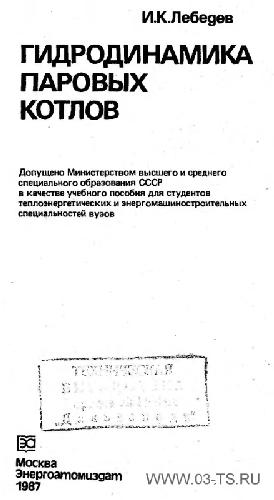 И.К.Лебедев
ГИДРОДИНАМИКА
ПАРОВЫХ
КОТЛОВ
Допущено Министерством высшего и среднего
специального образования СССР
в качестве учебного пособия для студентов
теплоэнергетических и энергомашиностроительных
специальностей вузов
Москва
Энергоатомиздат
1987
www.03-ts.ru